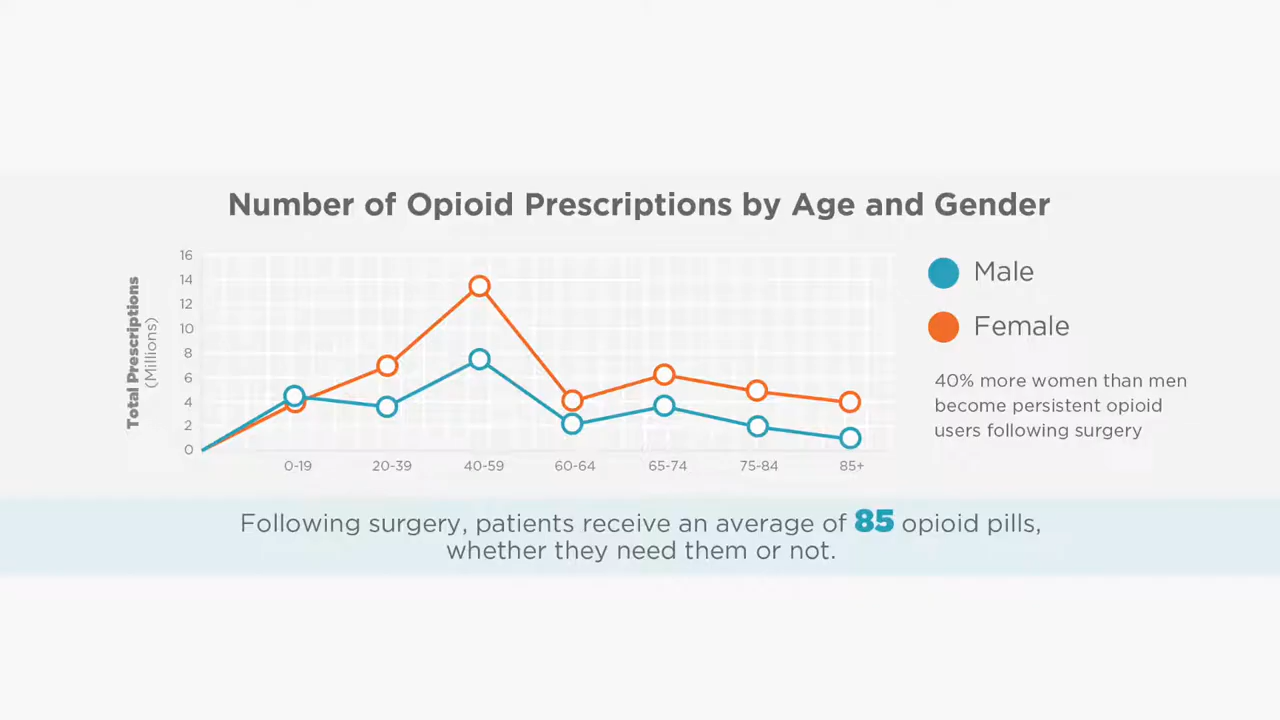 Number of Opioid Prescriptions by Age and Gender
Total Prescriptions
(Millions)
16
14
12
10
8
6
4
2
0
0-19
20-39
40-59
60-64
65-74
75-84
85+
Male
Female
40% more women than men
become persistent opioid
users following surgery
Following surgery, patients receive an average of 85 opioid pills,
whether they need them or not.